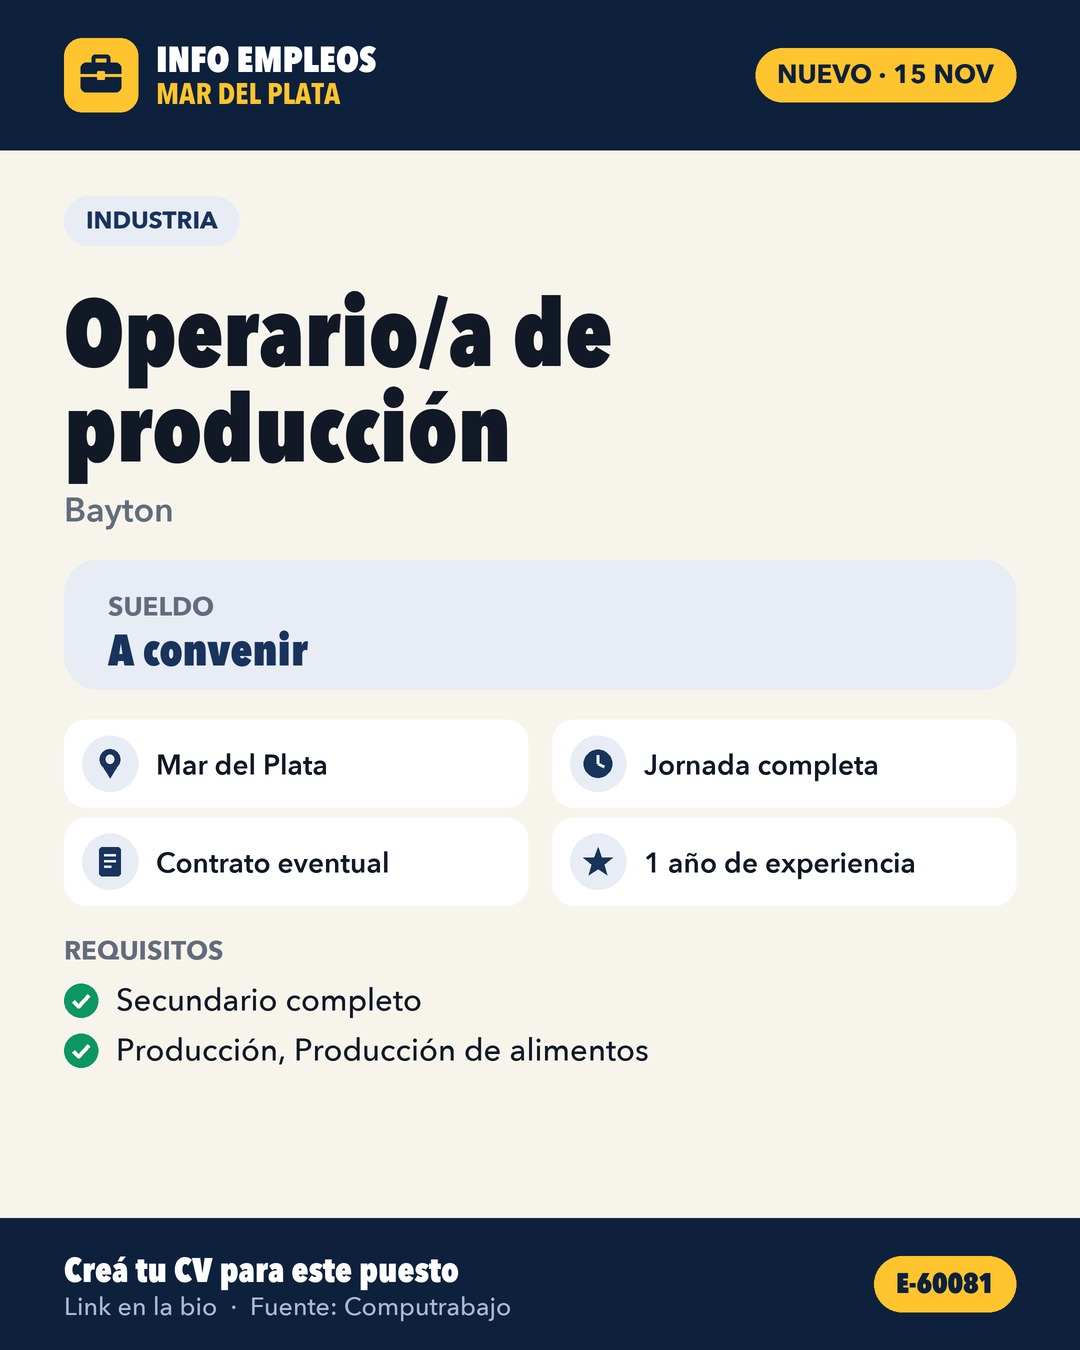 INFO EMPLEOS
MAR DEL PLATA
NUEVO · 15 NOV
INDUSTRIA
Operario/a de
producción
Bayton
SUELDO
A convenir
Mar del Plata
Jornada completa
Contrato eventual
1 año de experiencia
REQUISITOS
Secundario completo
Producción, Producción de alimentos
Creá tu CV para este puesto
Link en la bio · Fuente: Computrabajo
E-60081